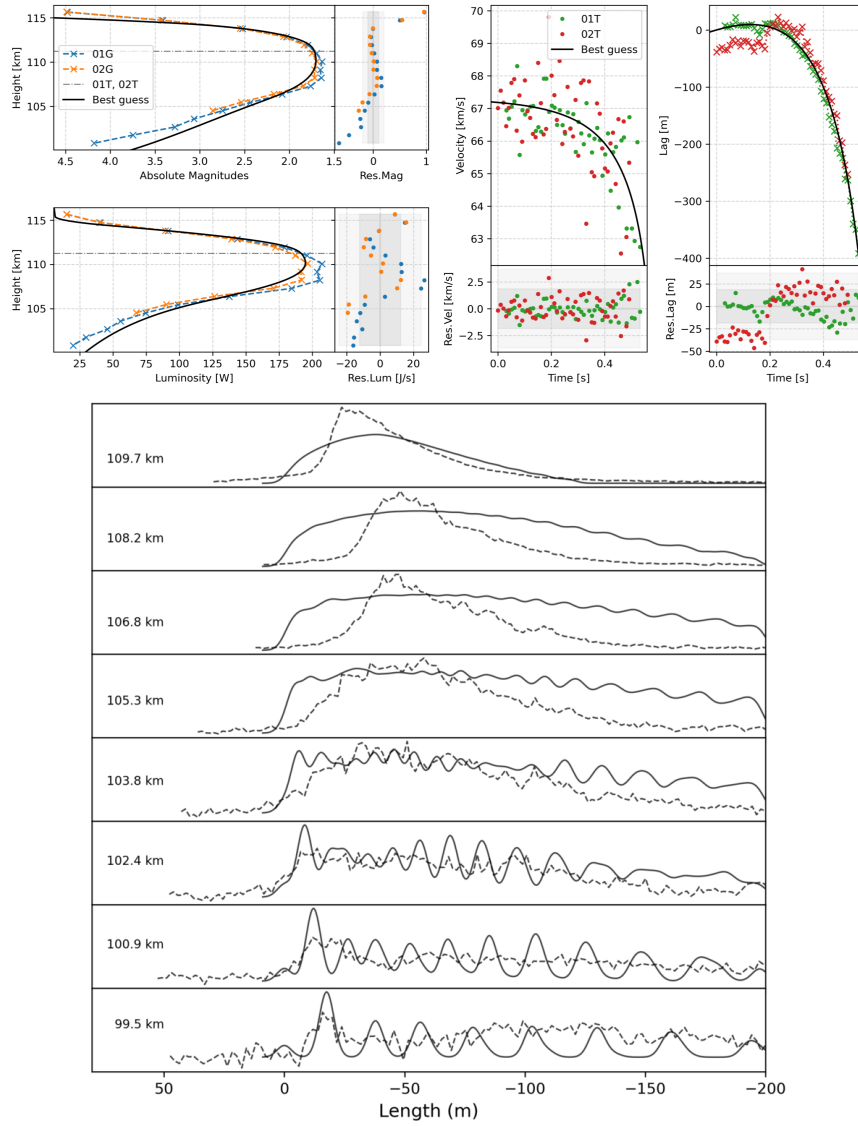 Height [km]
115
110
105
01G
02G
01T, 02T
Best guess
4.5 4.0 3.5 3.0 2.5 2.0 1.5
Absolute Magnitudes
−1 0 1
Res.Mag
Height [km]
115
110
105
25 50 75 100 125 150 175 200
Luminosity [W]
−20 0 20
Res.Lum [J/s]
Velocity [km/s]
70
69
68
67
66
65
64
63
01T
02T
Best guess
Res.Vel [km/s]
2.5
0.0
−2.5
0.0 0.2 0.4
Time [s]
Lag [m]
0
−100
−200
−300
−400
Res.Lag [m]
25
0
−25
−50
0.0 0.2 0.4
Time [s]
109.7 km
108.2 km
106.8 km
105.3 km
103.8 km
102.4 km
100.9 km
99.5 km
50 0 −50 −100 −150 −200
Length (m)